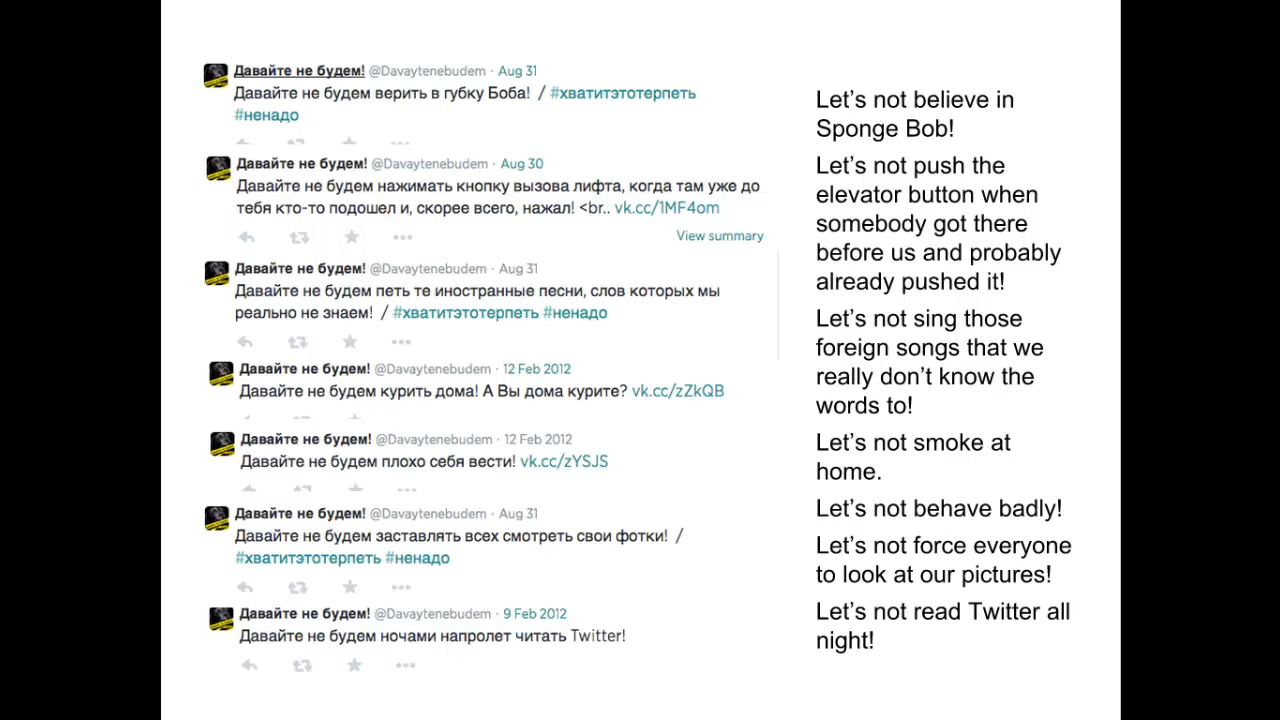 Давайте не будем! @Davaytenebudem · Aug 31
Давайте не будем верить в губку Боба! / #хватитэтотерпеть
#ненадо
Давайте не будем! @Davaytenebudem · Aug 30
Давайте не будем нажимать кнопку вызова лифта, когда там уже до
тебя кто-то подошел и, скорее всего, нажал! <br.. vk.cc/1MF4om
View summary
Давайте не будем! @Davaytenebudem · Aug 31
Давайте не будем петь те иностранные песни, слов которых мы
реально не знаем! / #хватитэтотерпеть #ненадо
Давайте не будем! @Davaytenebudem · 12 Feb 2012
Давайте не будем курить дома! А Вы дома курите? vk.cc/zZkQB
Давайте не будем! @Davaytenebudem · 12 Feb 2012
Давайте не будем плохо себя вести! vk.cc/zYSJS
Давайте не будем! @Davaytenebudem · Aug 31
Давайте не будем заставлять всех смотреть свои фотки! /
#хватитэтотерпеть #ненадо
Давайте не будем! @Davaytenebudem · 9 Feb 2012
Давайте не будем ночами напролет читать Twitter!
Let's not believe in
Sponge Bob!
Let's not push the
elevator button when
somebody got there
before us and probably
already pushed it!
Let's not sing those
foreign songs that we
really don't know the
words to!
Let's not smoke at
home.
Let's not behave badly!
Let's not force everyone
to look at our pictures!
Let's not read Twitter all
night!